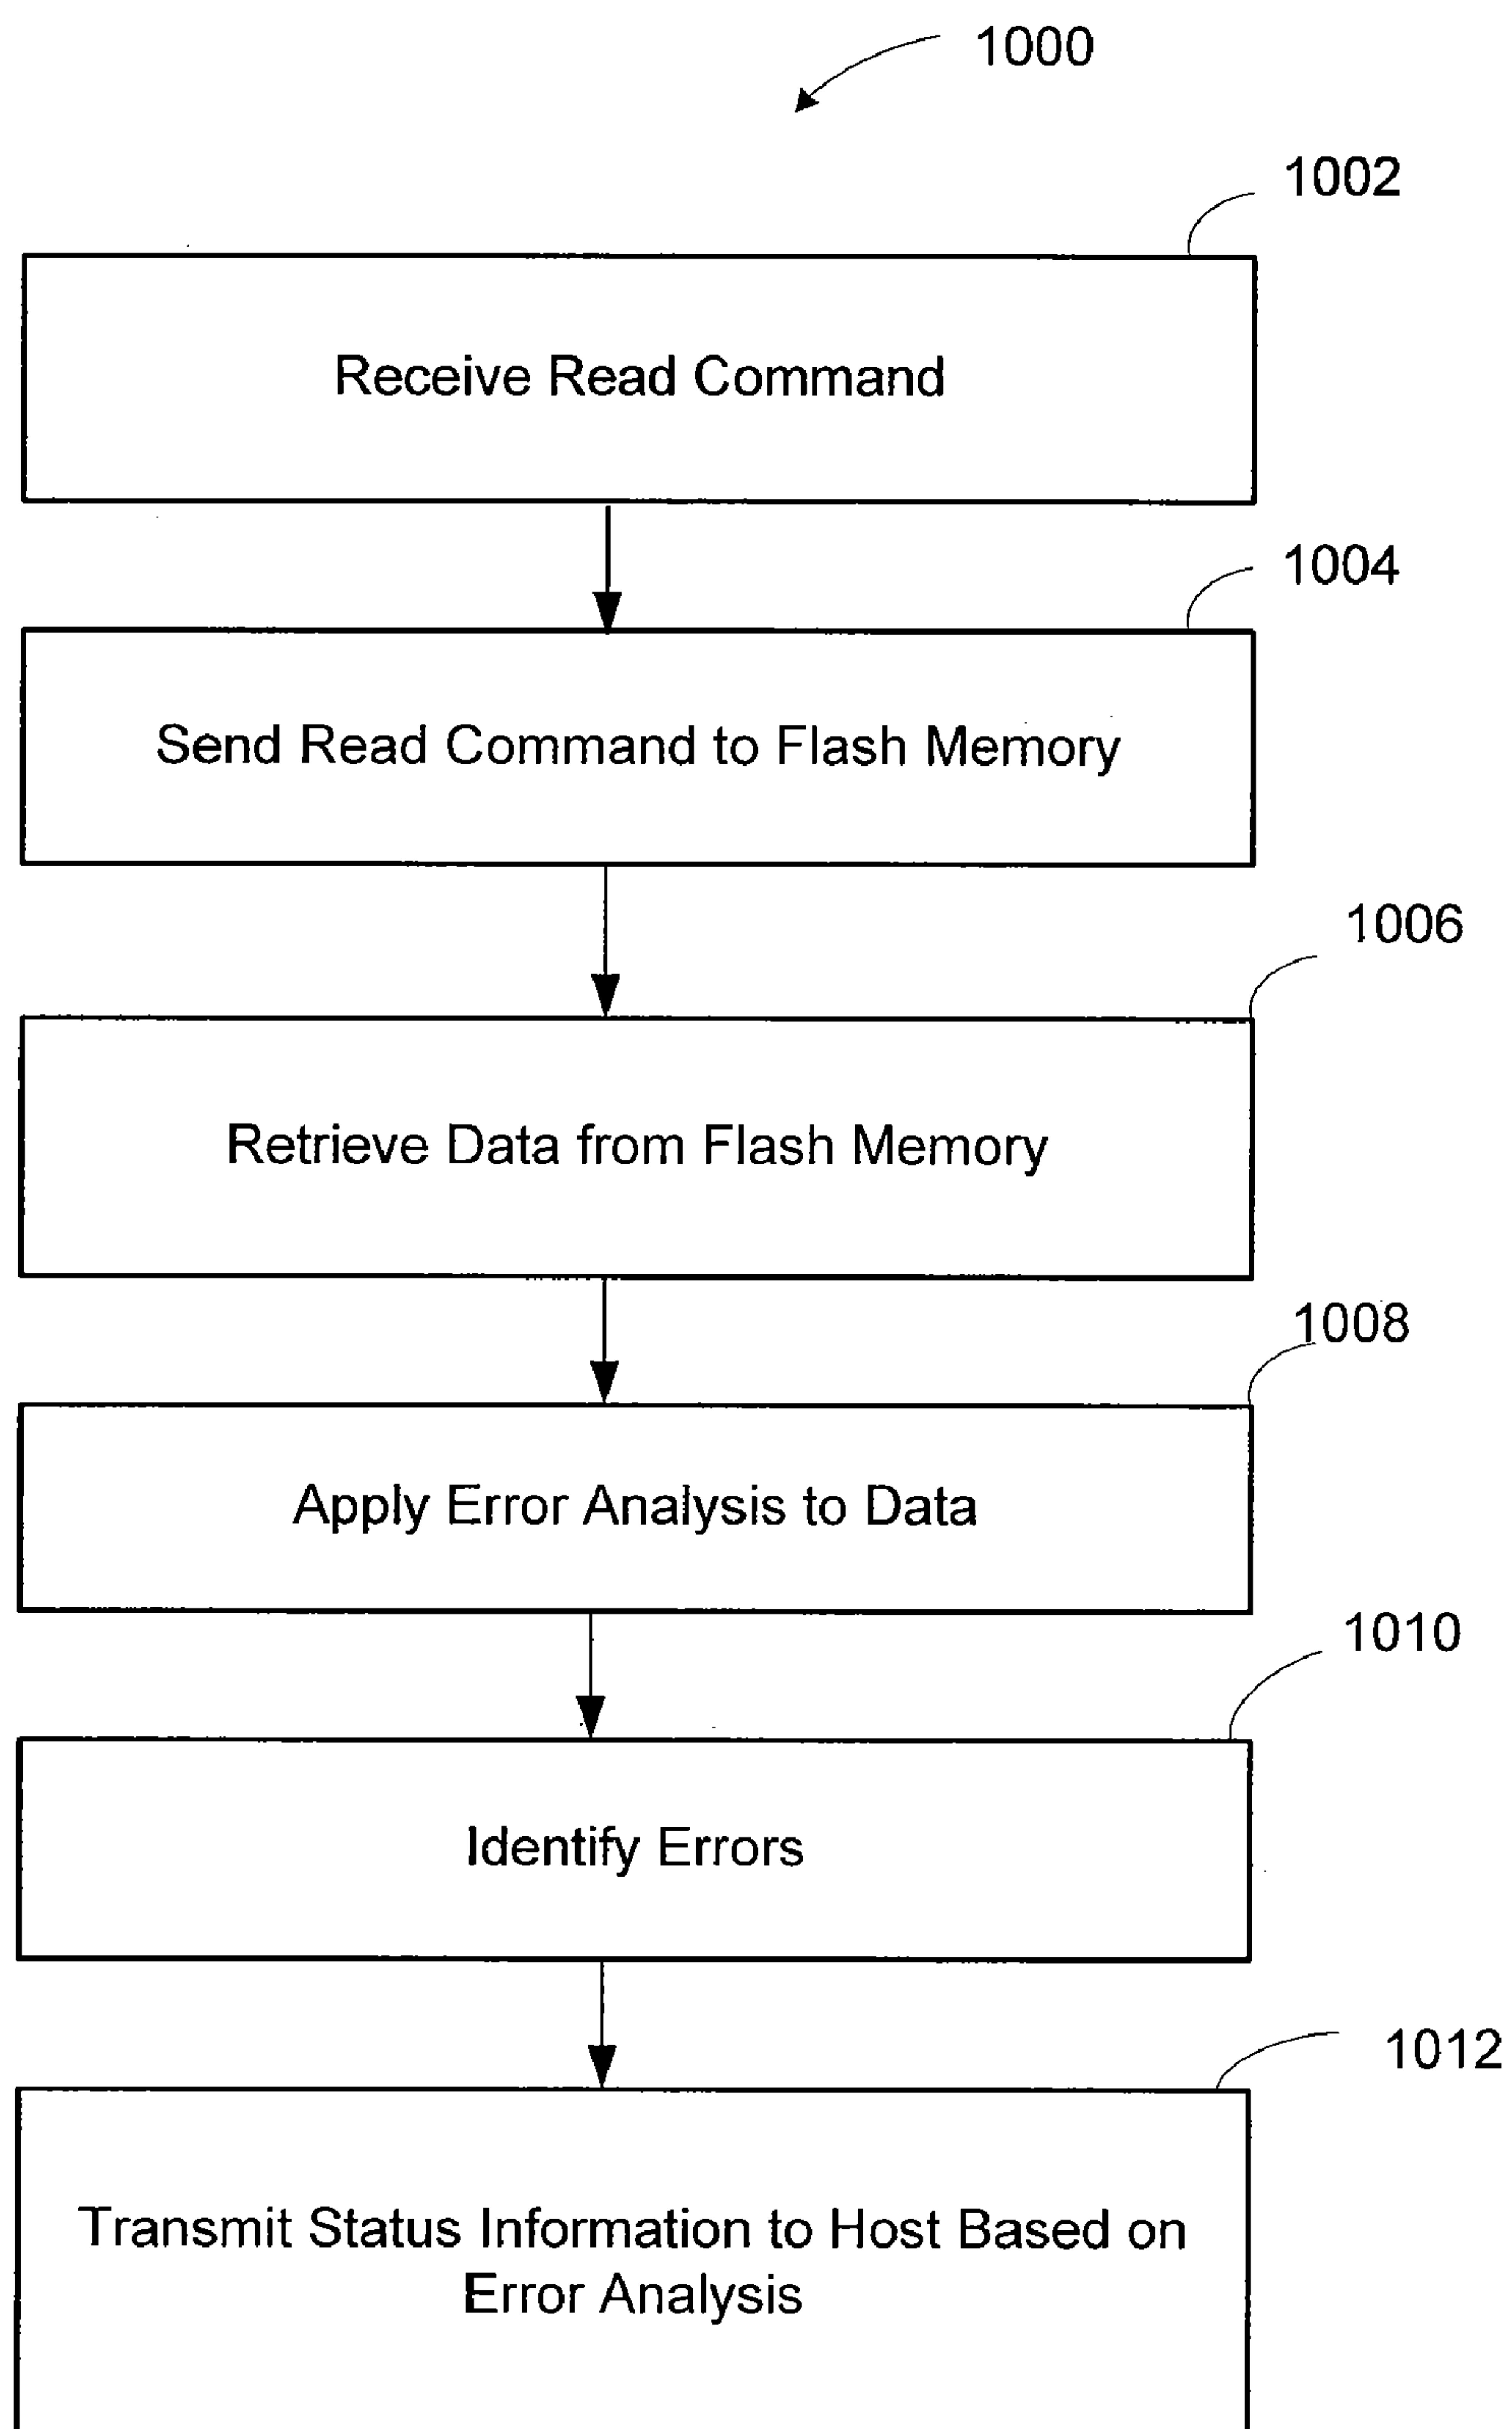 1000
1002
Receive Read Command
1004
Send Read Command to Flash Memory
1006
Retrieve Data from Flash Memory
1008
Apply Error Analysis to Data
1010
Identify Errors
1012
Transmit Status Information to Host Based on
Error Analysis